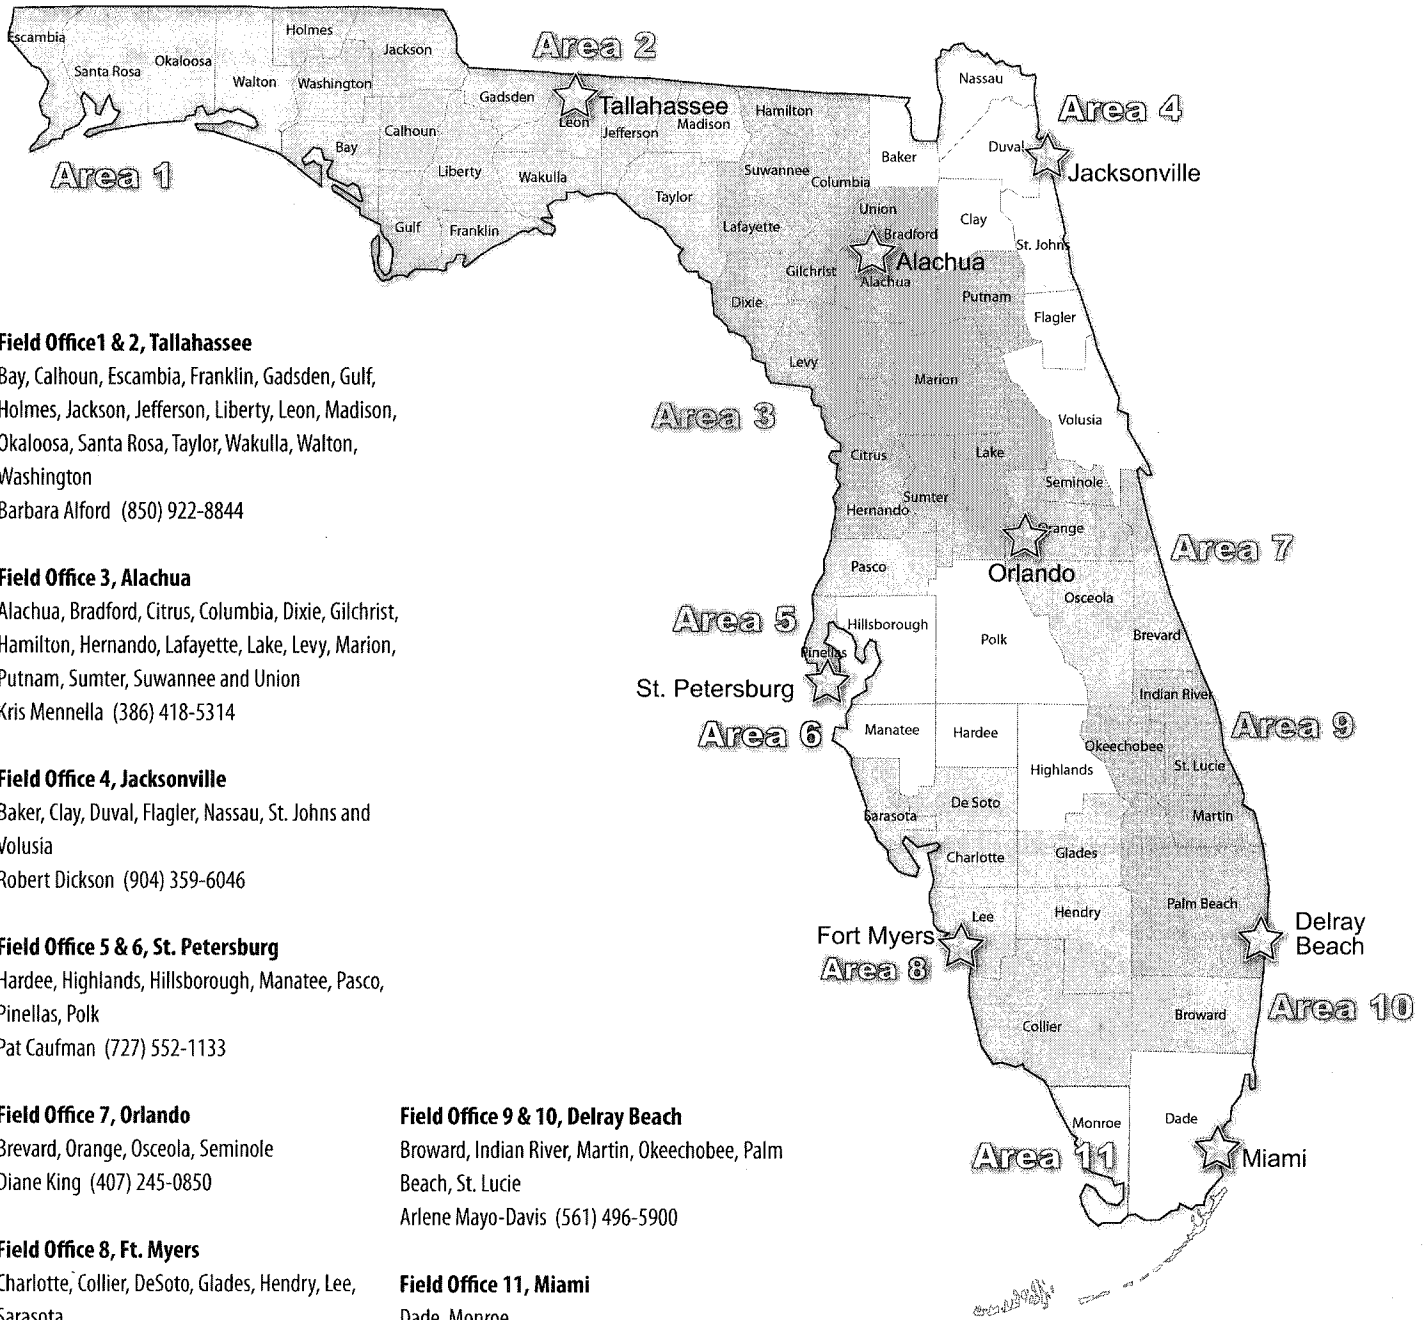 Escambia
Santa Rosa
Okaloosa
Walton
Holmes
Washington
Jackson
Bay
Calhoun
Gulf
Liberty
Franklin
Gadsden
Wakulla
Leon
Jefferson
Madison
Taylor
Hamilton
Suwannee
Columbia
Lafayette
Dixie
Gilchrist
Levy
Union
Bradford
Alachua
Putnam
Marion
Citrus
Lake
Sumter
Hernando
Baker
Nassau
Duval
Clay
St. Johns
Flagler
Volusia
Seminole
Orange
Osceola
Brevard
Pasco
Hillsborough
Pinellas
Polk
Manatee
Hardee
Highlands
Indian River
Okeechobee
St. Lucie
Martin
Palm Beach
Broward
Sarasota
De Soto
Charlotte
Glades
Lee
Hendry
Collier
Monroe
Dade
Area 1
Area 2
Tallahassee
Area 3
Alachua
Area 4
Jacksonville
Area 5
St. Petersburg
Area 6
Area 7
Orlando
Fort Myers
Area 8
Area 9
Delray
Beach
Area 10
Area 11
Miami
Field Office1 & 2, Tallahassee
Bay, Calhoun, Escambia, Franklin, Gadsden, Gulf,
Holmes, Jackson, Jefferson, Liberty, Leon, Madison,
Okaloosa, Santa Rosa, Taylor, Wakulla, Walton,
Washington
Barbara Alford (850) 922-8844
Field Office 3, Alachua
Alachua, Bradford, Citrus, Columbia, Dixie, Gilchrist,
Hamilton, Hernando, Lafayette, Lake, Levy, Marion,
Putnam, Sumter, Suwannee and Union
Kris Mennella (386) 418-5314
Field Office 4, Jacksonville
Baker, Clay, Duval, Flagler, Nassau, St. Johns and
Volusia
Robert Dickson (904) 359-6046
Field Office 5 & 6, St. Petersburg
Hardee, Highlands, Hillsborough, Manatee, Pasco,
Pinellas, Polk
Pat Caufman (727) 552-1133
Field Office 7, Orlando
Brevard, Orange, Osceola, Seminole
Diane King (407) 245-0850
Field Office 8, Ft. Myers
Charlotte, Collier, DeSoto, Glades, Hendry, Lee,
Sarasota
Field Office 9 & 10, Delray Beach
Broward, Indian River, Martin, Okeechobee, Palm
Beach, St. Lucie
Arlene Mayo-Davis (561) 496-5900
Field Office 11, Miami
Dade, Monroe